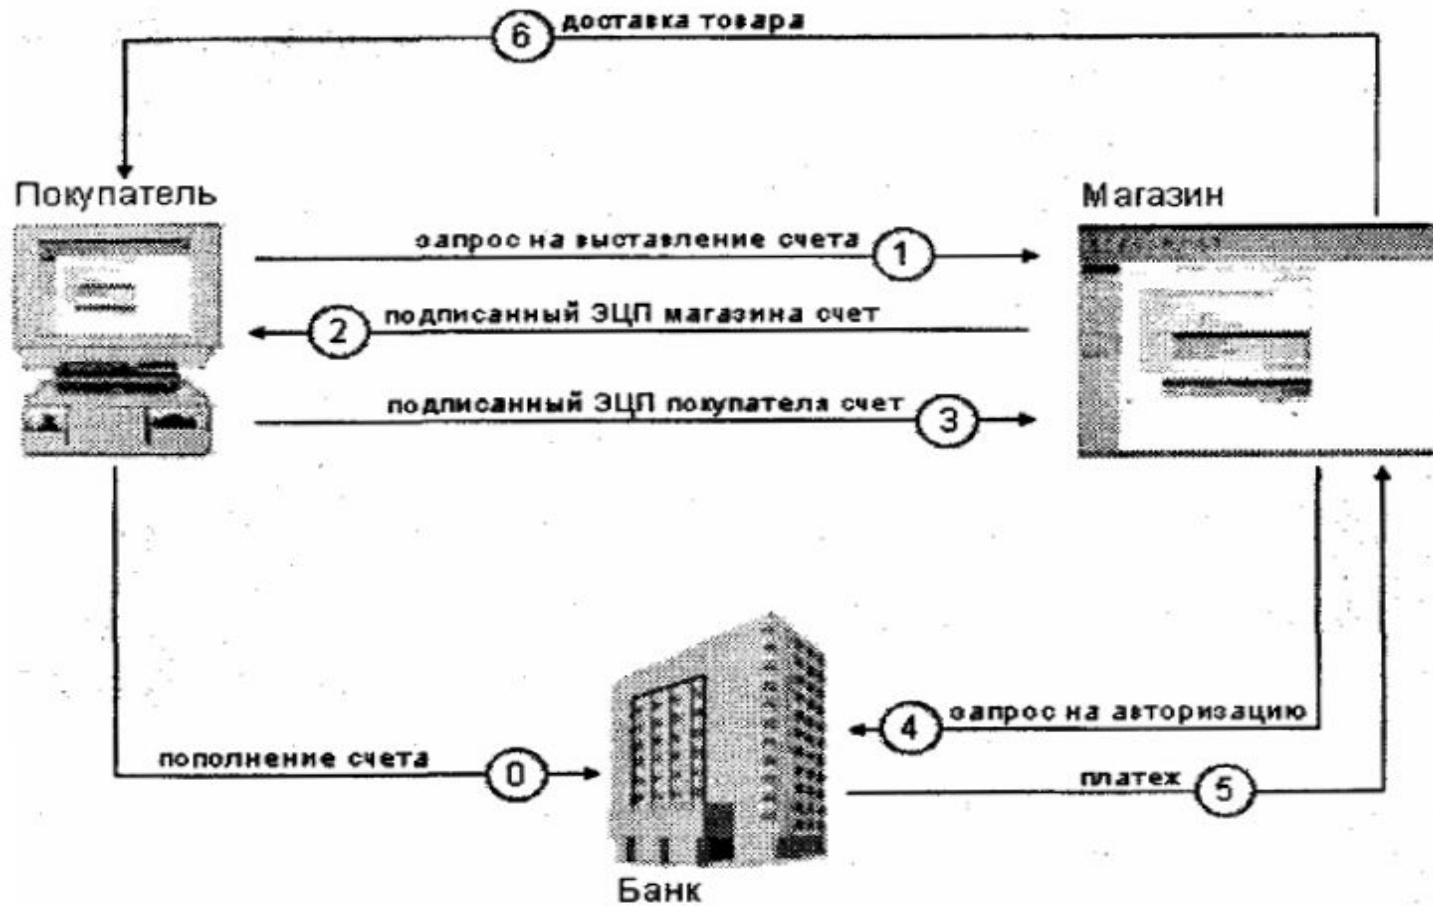 6 доставка товара
Покупатель
Магазин
запрос на выставление счета 1
2 подписанный ЭЦП магазина счет
подписанный ЭЦП покупателя счет 3
4 запрос на авторизацию
пополнение счета 0
платеж 5
Банк